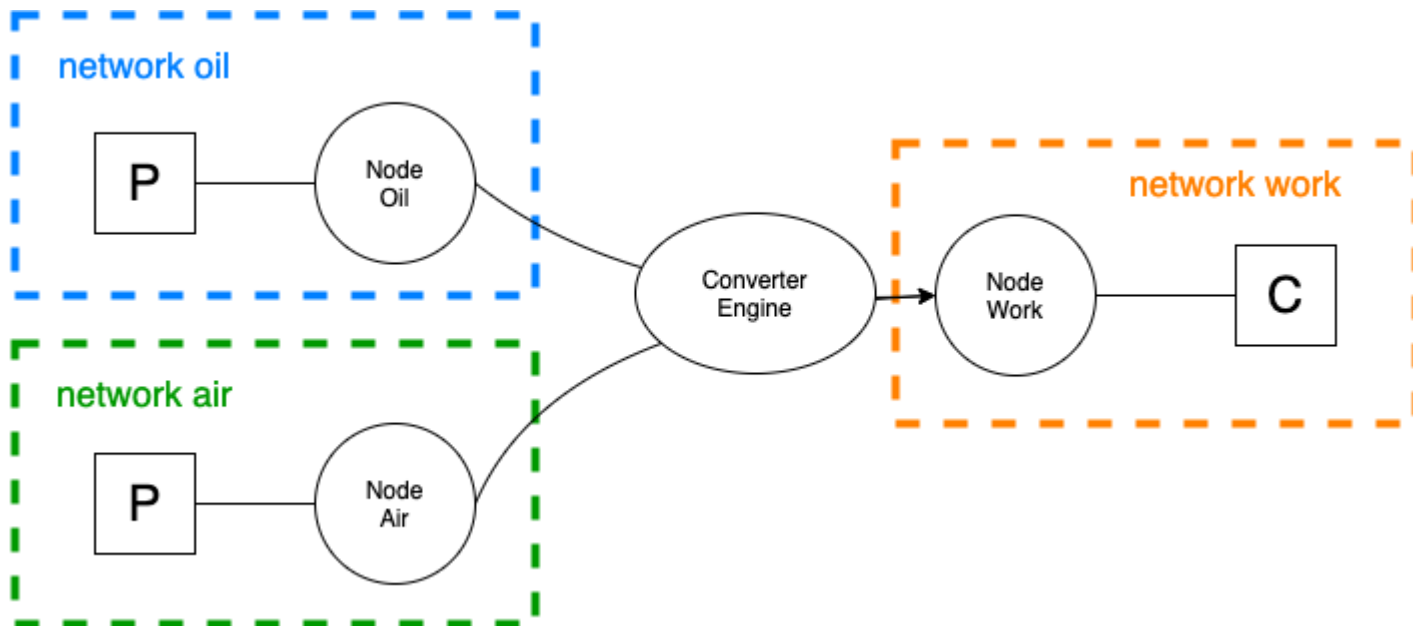 network oil
P
Node
Oil
network air
P
Node
Air
Converter
Engine
network work
Node
Work
C